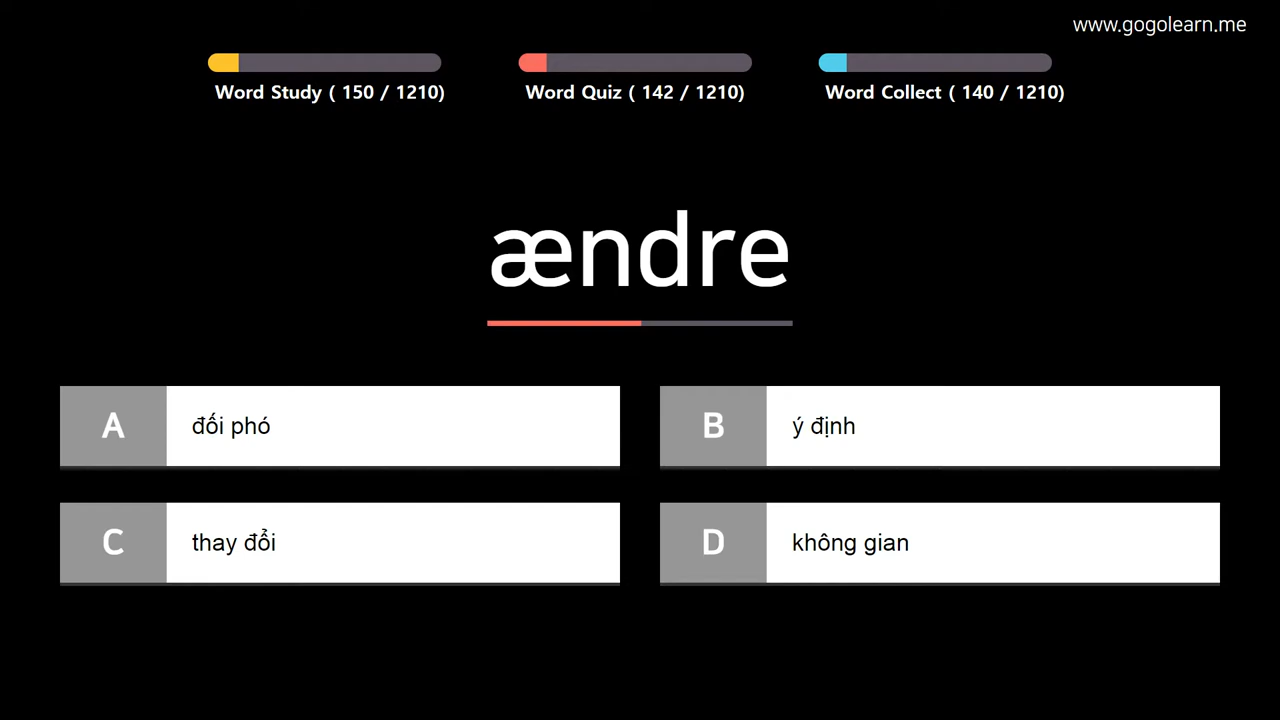 www.gogolearn.me
Word Study ( 150 / 1210)
Word Quiz ( 142 / 1210)
Word Collect ( 140 / 1210)
ændre
A đối phó
B ý định
C thay đổi
D không gian